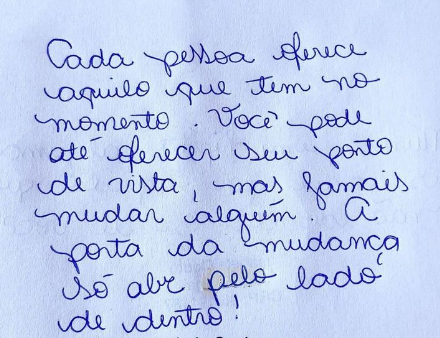 Cada pessoa oferece
aquilo que tem no
momento. Você pode
até oferecer seu ponto
de vista, mas jamais
mudar alguém. A
porta da mudança
só abre pelo lado
de dentro!